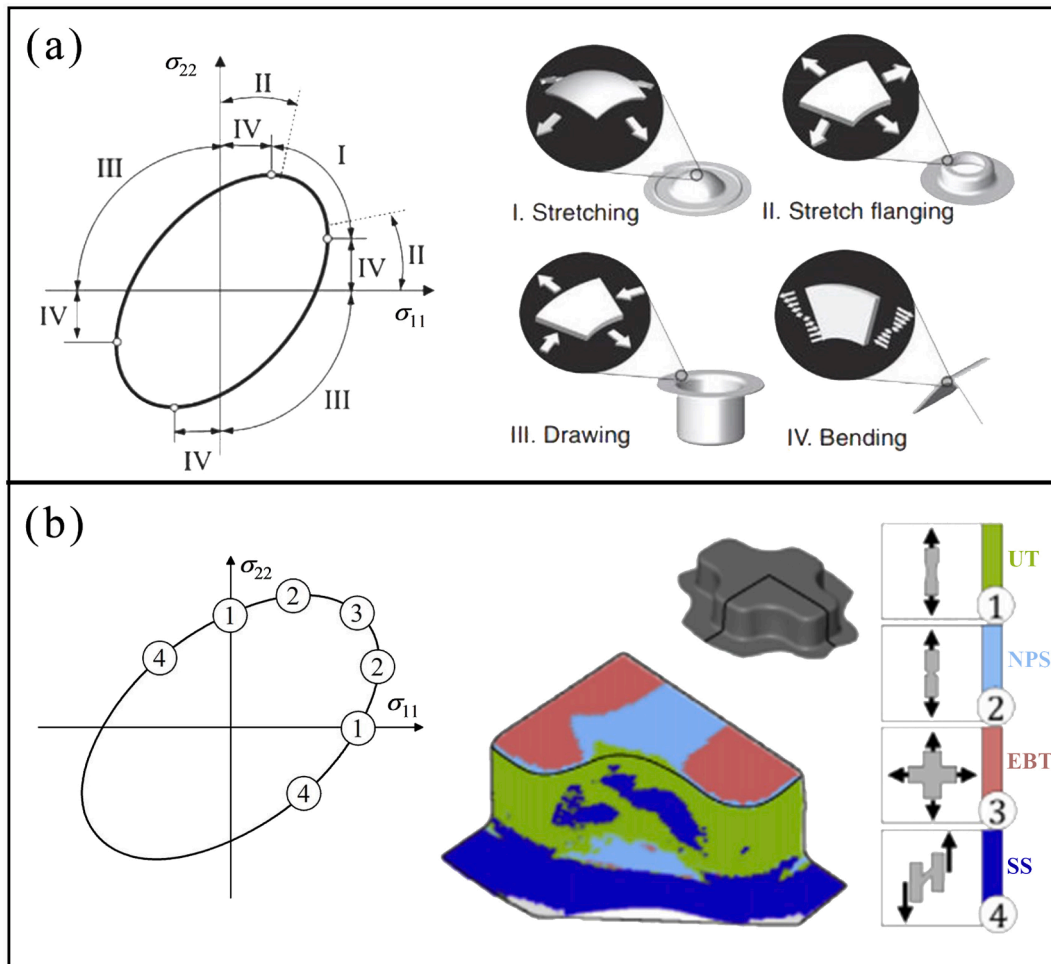 (a)
σ22
II
IV
III
I
II
IV
σ11
IV
III
IV
I. Stretching
II. Stretch flanging
III. Drawing
IV. Bending
(b)
σ22
2
1
3
4
2
σ11
1
4
UT
1
NPS
2
EBT
3
SS
4